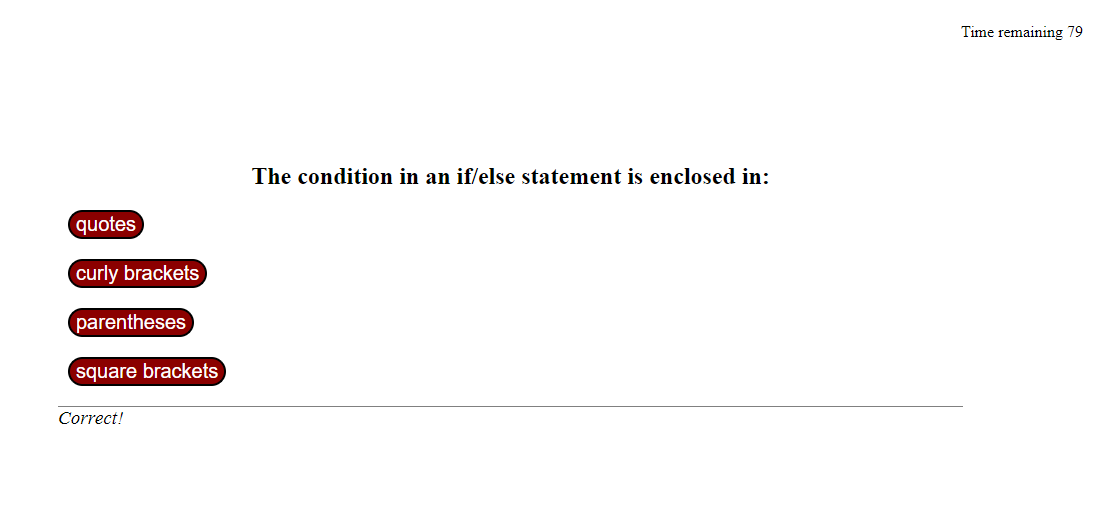 Time remaining 79
The condition in an if/else statement is enclosed in:
quotes
curly brackets
parentheses
square brackets
Correct!